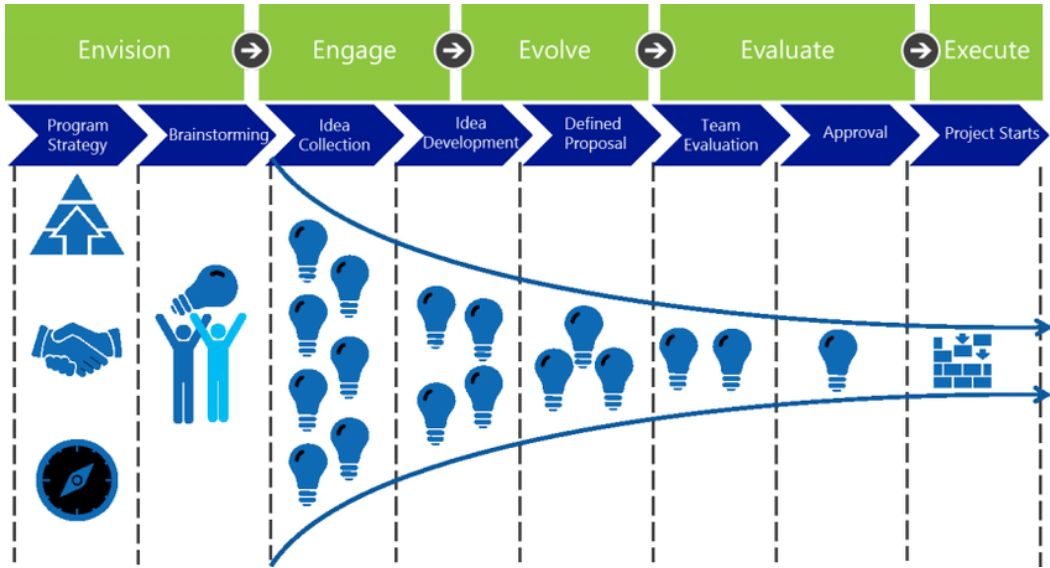 Envision
Engage
Evolve
Evaluate
Execute
Program
Strategy
Brainstorming
Idea
Collection
Idea
Development
Defined
Proposal
Team
Evaluation
Approval
Project Starts